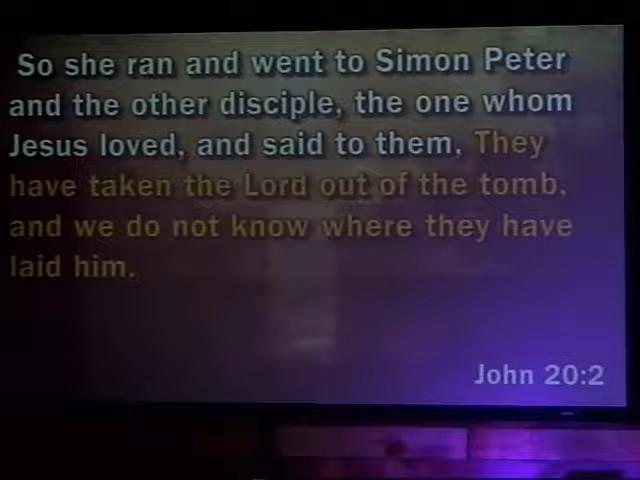 So she ran and went to Simon Peter
and the other disciple, the one whom
Jesus loved, and said to them, They
have taken the Lord out of the tomb,
and we do not know where they have
laid him.
John 20:2